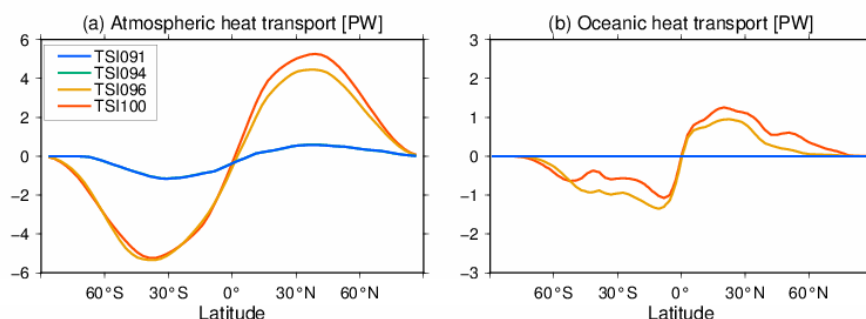 (a) Atmospheric heat transport [PW]
6
4
2
0
−2
−4
−6
TSI091
TSI094
TSI096
TSI100
60°S 30°S 0° 30°N 60°N
Latitude
(b) Oceanic heat transport [PW]
3
2
1
0
−1
−2
−3
60°S 30°S 0° 30°N 60°N
Latitude